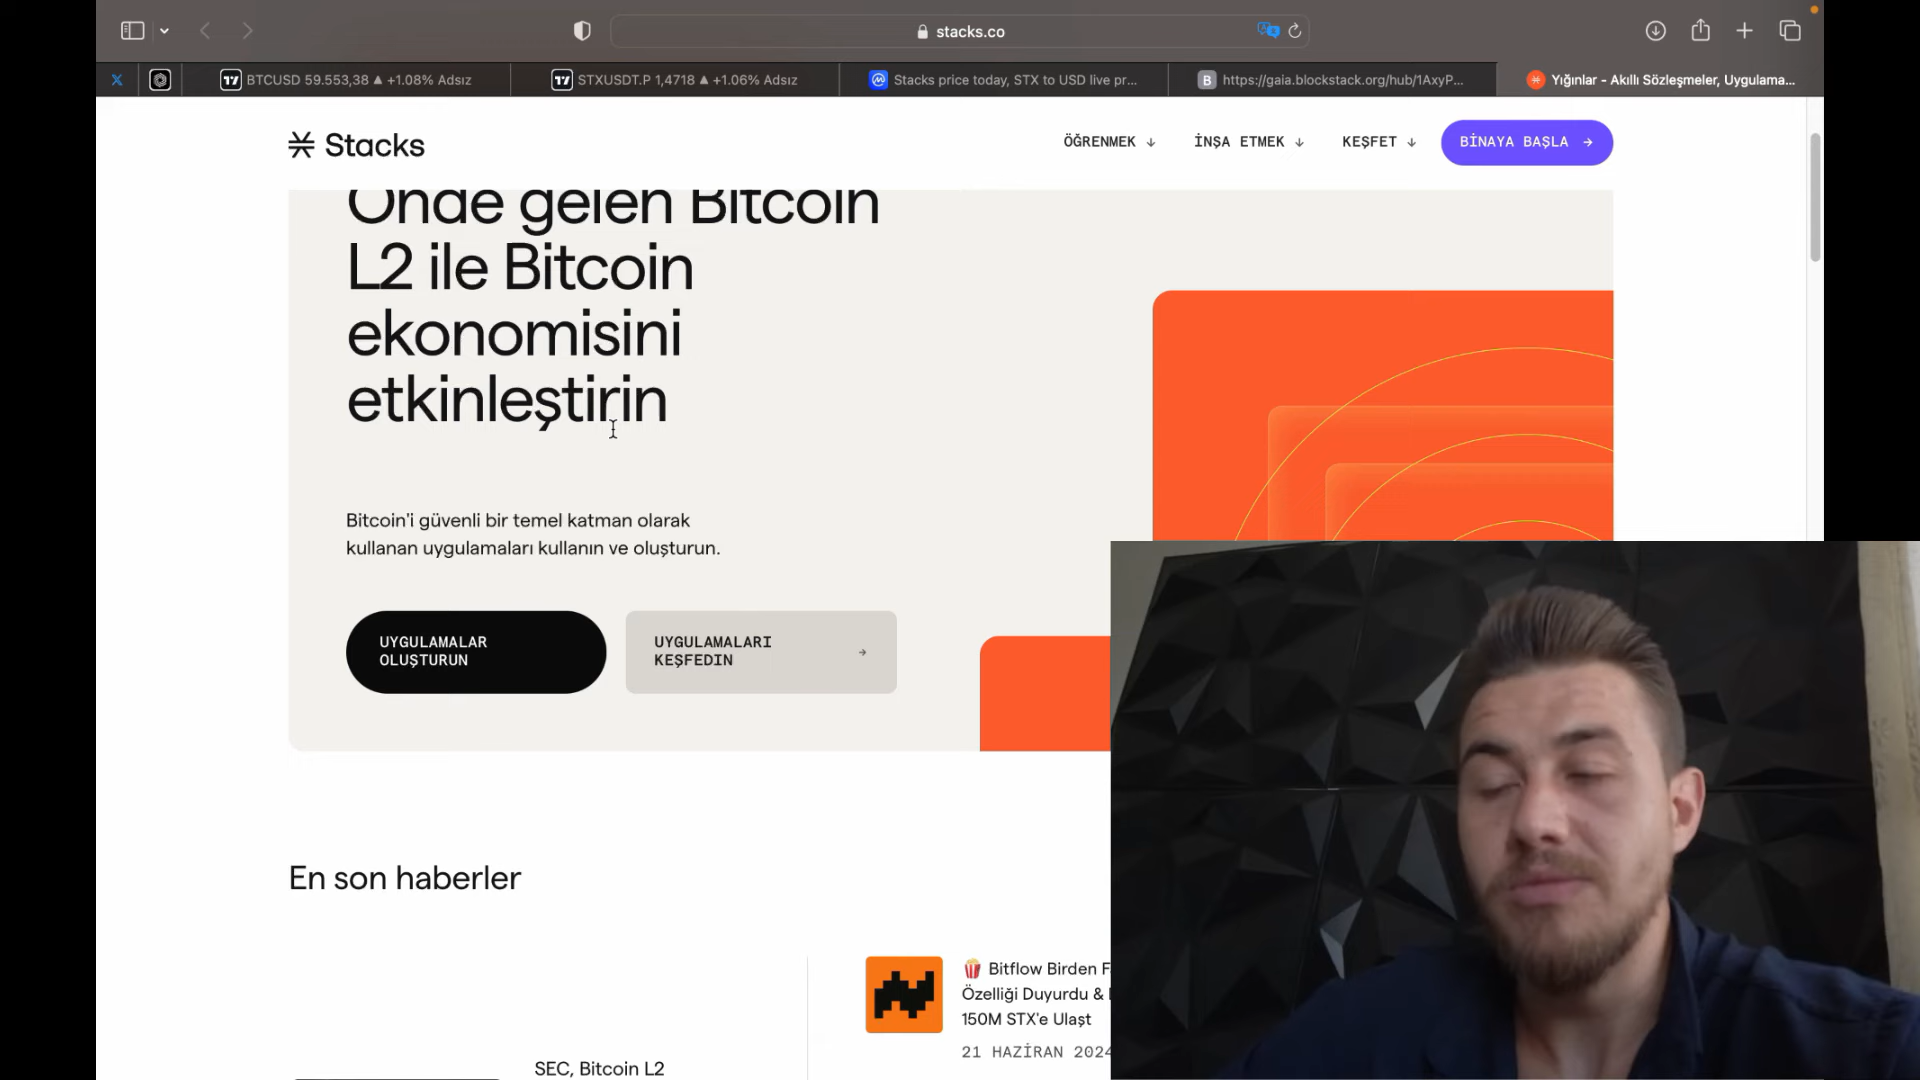 stacks.co
BTCUSD 59.553,38 ▲ +1.08% Adsız
STXUSDT.P 1,4718 ▲ +1.06% Adsız
Stacks price today, STX to USD live pr...
https://gaia.blockstack.org/hub/1AxyP...
Yığınlar - Akıllı Sözleşmeler, Uygulama...
Stacks
ÖĞRENMEK ↓
İNŞA ETMEK ↓
KEŞFET ↓
BİNAYA BAŞLA →
Önde gelen Bitcoin
L2 ile Bitcoin
ekonomisini
etkinleştirin
Bitcoin'i güvenli bir temel katman olarak
kullanan uygulamaları kullanın ve oluşturun.
UYGULAMALAR
OLUŞTURUN
UYGULAMALARI
KEŞFEDIN →
En son haberler
🍿 Bitflow Birden F
Özelliği Duyurdu &
150M STX'e Ulaşt
21 HAZİRAN 2024
SEC, Bitcoin L2